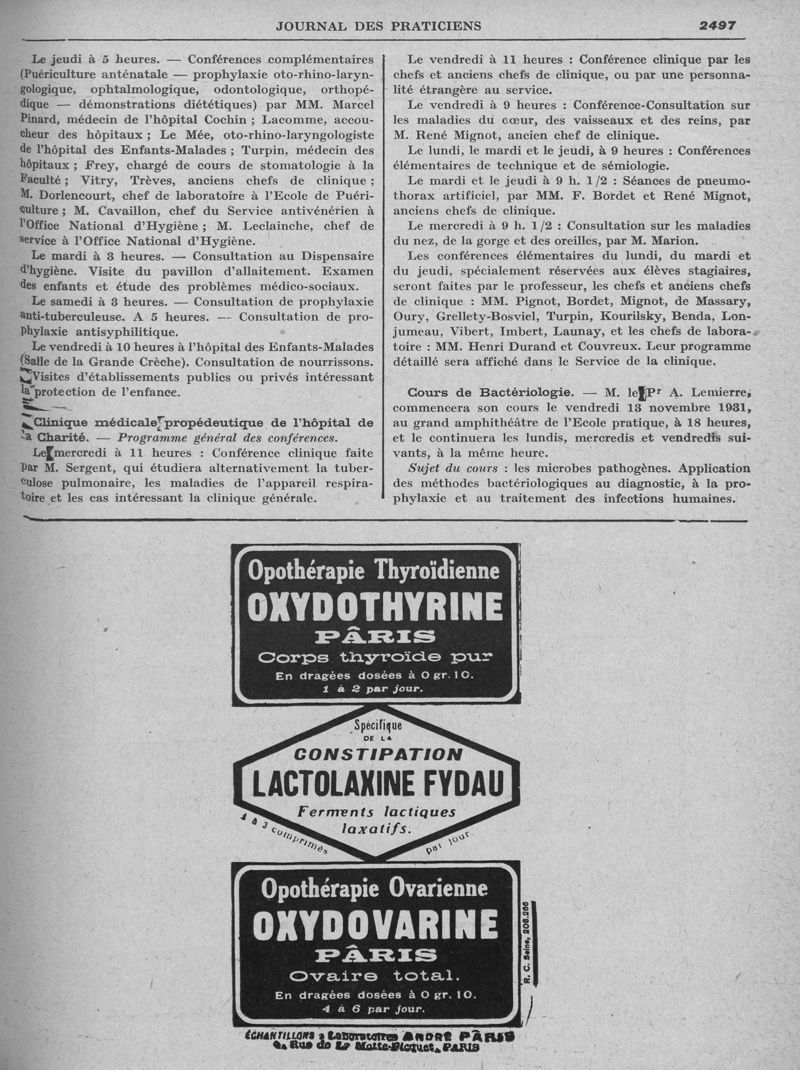 JOURNAL DES PRATICIENS 2497
Le jeudi à 5 heures. — Conférences complémentaires
(Puériculture anténatale — prophylaxie oto-rhino-laryn-
gologique, ophtalmologique, odontologique, orthopé-
dique — démonstrations diététiques) par MM. Marcel
Pinard, médecin de l'hôpital Cochin ; Lacomme, accou-
cheur des hôpitaux ; Le Mée, oto-rhino-laryngologiste
de l'hôpital des Enfants-Malades ; Turpin, médecin des
hôpitaux ; Frey, chargé de cours de stomatologie à la
Faculté ; Vitry, Trèves, anciens chefs de clinique ;
M. Dorlencourt, chef de laboratoire à l'Ecole de Puéri-
culture ; M. Cavaillon, chef du Service antivénérien à
l'Office National d'Hygiène ; M. Leclainche, chef de
service à l'Office National d'Hygiène.
Le mardi à 3 heures. — Consultation au Dispensaire
d'hygiène. Visite du pavillon d'allaitement. Examen
des enfants et étude des problèmes médico-sociaux.
Le samedi à 3 heures. — Consultation de prophylaxie
anti-tuberculeuse. A 5 heures. — Consultation de pro-
phylaxie antisyphilitique.
Le vendredi à 10 heures à l'hôpital des Enfants-Malades
(Salle de la Grande Crèche). Consultation de nourrissons.
Visites d'établissements publics ou privés intéressant
la protection de l'enfance.
Clinique médicale propédeutique de l'hôpital de
la Charité. — Programme général des conférences.
Le mercredi à 11 heures : Conférence clinique faite
par M. Sergent, qui étudiera alternativement la tuber-
culose pulmonaire, les maladies de l'appareil respira-
toire et les cas intéressant la clinique générale.
Le vendredi à 11 heures : Conférence clinique par les
chefs et anciens chefs de clinique, ou par une personna-
lité étrangère au service.
Le vendredi à 9 heures : Conférence-Consultation sur
les maladies du cœur, des vaisseaux et des reins, par
M. René Mignot, ancien chef de clinique.
Le lundi, le mardi et le jeudi, à 9 heures : Conférences
élémentaires de technique et de sémiologie.
Le mardi et le jeudi à 9 h. 1/2 : Séances de pneumo-
thorax artificiel, par MM. F. Bordet et René Mignot,
anciens chefs de clinique.
Le mercredi à 9 h. 1/2 : Consultation sur les maladies
du nez, de la gorge et des oreilles, par M. Marion.
Les conférences élémentaires du lundi, du mardi et
du jeudi, spécialement réservées aux élèves stagiaires,
seront faites par le professeur, les chefs et anciens chefs
de clinique : MM. Pignot, Bordet, Mignot, de Massary,
Oury, Grellety-Bosviel, Turpin, Kourilsky, Benda, Lon-
jumeau, Vibert, Imbert, Launay, et les chefs de labora-
toire : MM. Henri Durand et Couvreux. Leur programme
détaillé sera affiché dans le Service de la clinique.
Cours de Bactériologie. — M. le Pr A. Lemierre,
commencera son cours le vendredi 13 novembre 1931,
au grand amphithéâtre de l'Ecole pratique, à 18 heures,
et le continuera les lundis, mercredis et vendredis sui-
vants, à la même heure.
Sujet du cours : les microbes pathogènes. Application
des méthodes bactériologiques au diagnostic, à la pro-
phylaxie et au traitement des infections humaines.
Opothérapie Thyroïdienne
OXYDOTHYRINE
PÂRIS
Corps thyroïde pur
En dragées dosées à 0 gr. 10.
1 à 2 par jour.
Spécifique
DE LA
CONSTIPATION
LACTOLAXINE FYDAU
Ferments lactiques
laxatifs.
1 à 3 comprimés
par jour.
Opothérapie Ovarienne
OXYDOVARINE
PÂRIS
Ovaire total.
En dragées dosées à 0 gr. 10.
4 à 6 par jour.
R. C. Seine, 208.266
ÉCHANTILLONS : Laboratoires ANDRÉ PÂRIS
4, Rue de La Motte-Picquet, PARIS